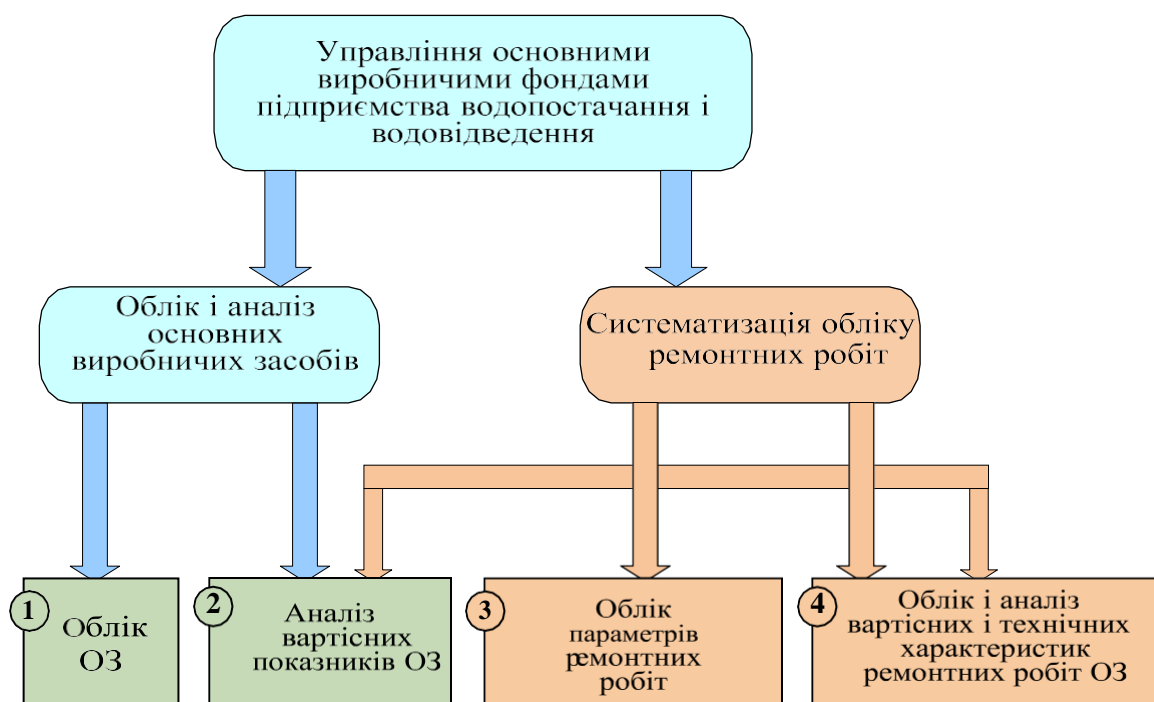 Управління основними
виробничими фондами
підприємства водопостачання і
водовідведення
Облік і аналіз
основних
виробничих засобів
Систематизація обліку
ремонтних робіт
1
Облік
ОЗ
2
Аналіз
вартісних
показників ОЗ
3
Облік
параметрів
ремонтних
робіт
4
Облік і аналіз
вартісних і технічних
характеристик
ремонтних робіт ОЗ